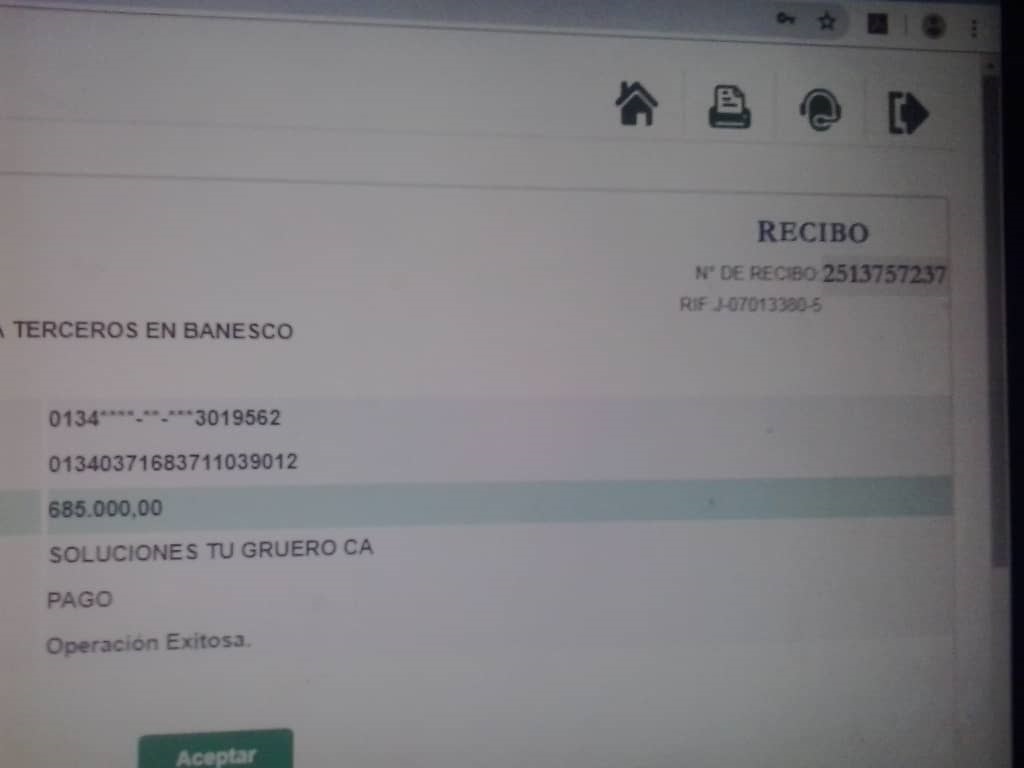 RECIBO
N° DE RECIBO 2513757237
RIF:J-07013380-5
A TERCEROS EN BANESCO
0134****-**-***3019562
01340371683711039012
685.000,00
SOLUCIONES TU GRUERO CA
PAGO
Operación Exitosa.
Aceptar